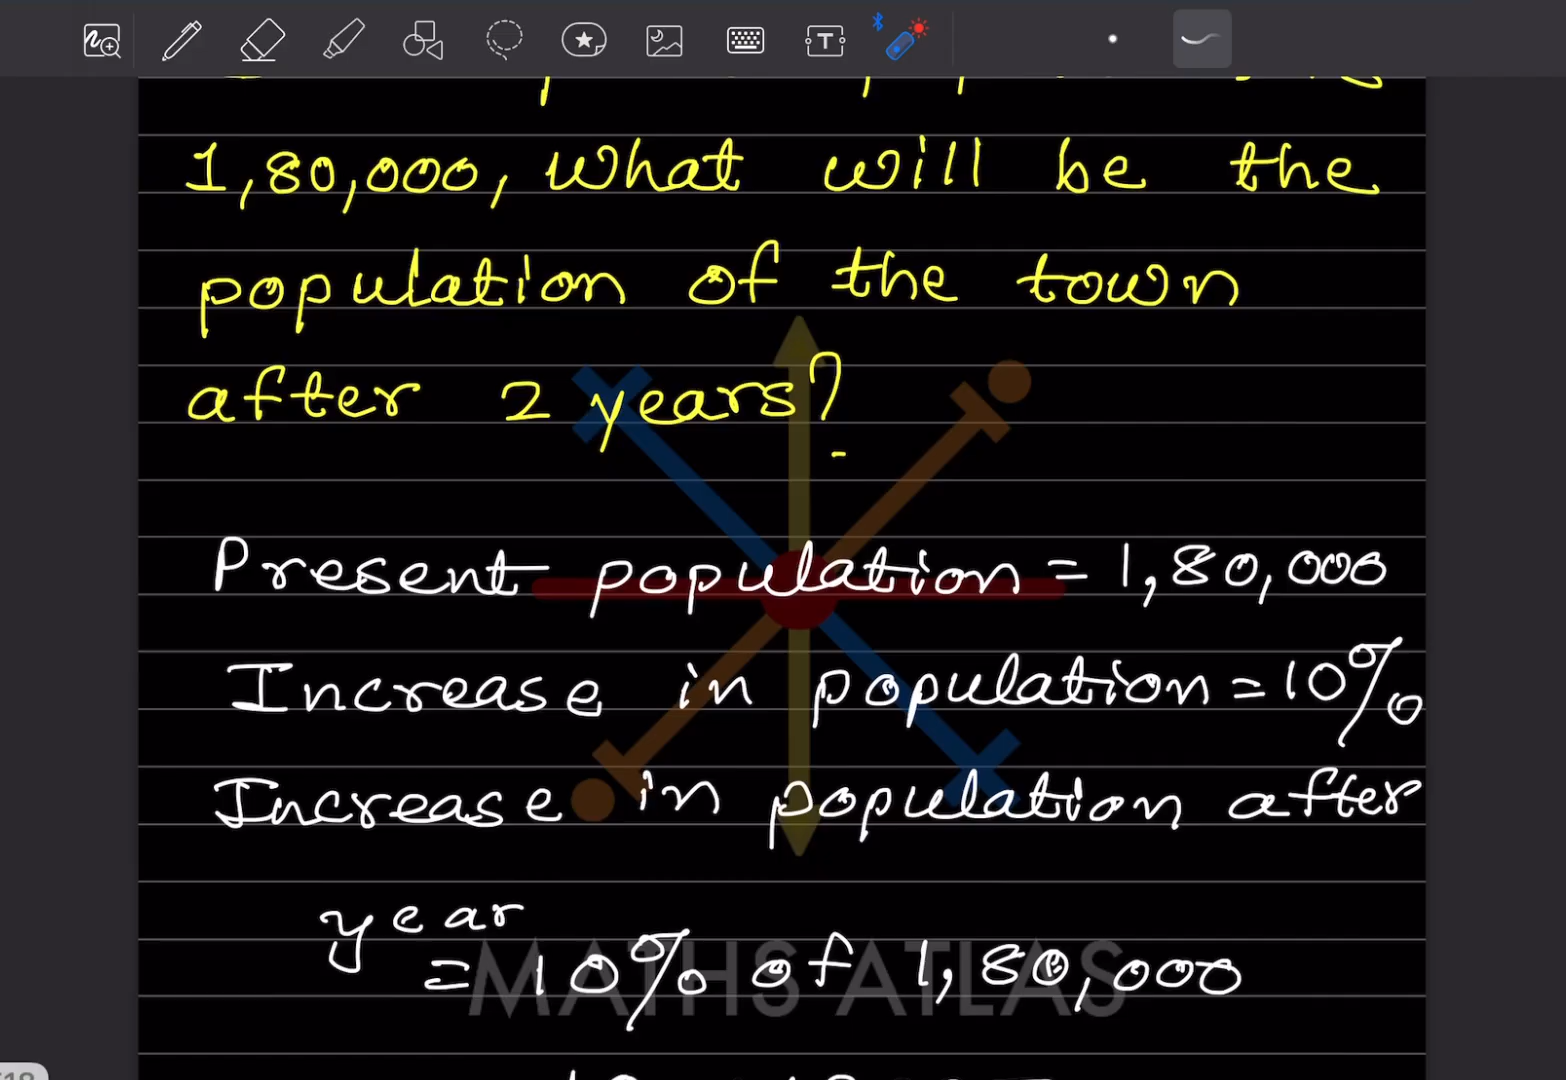 1,80,000, What will be the
population of the town
after 2 years?
Present population = 1,80,000
Increase in population = 10%
Increase in population after
year
= 10% of 1,80,000
MATHS ATLAS